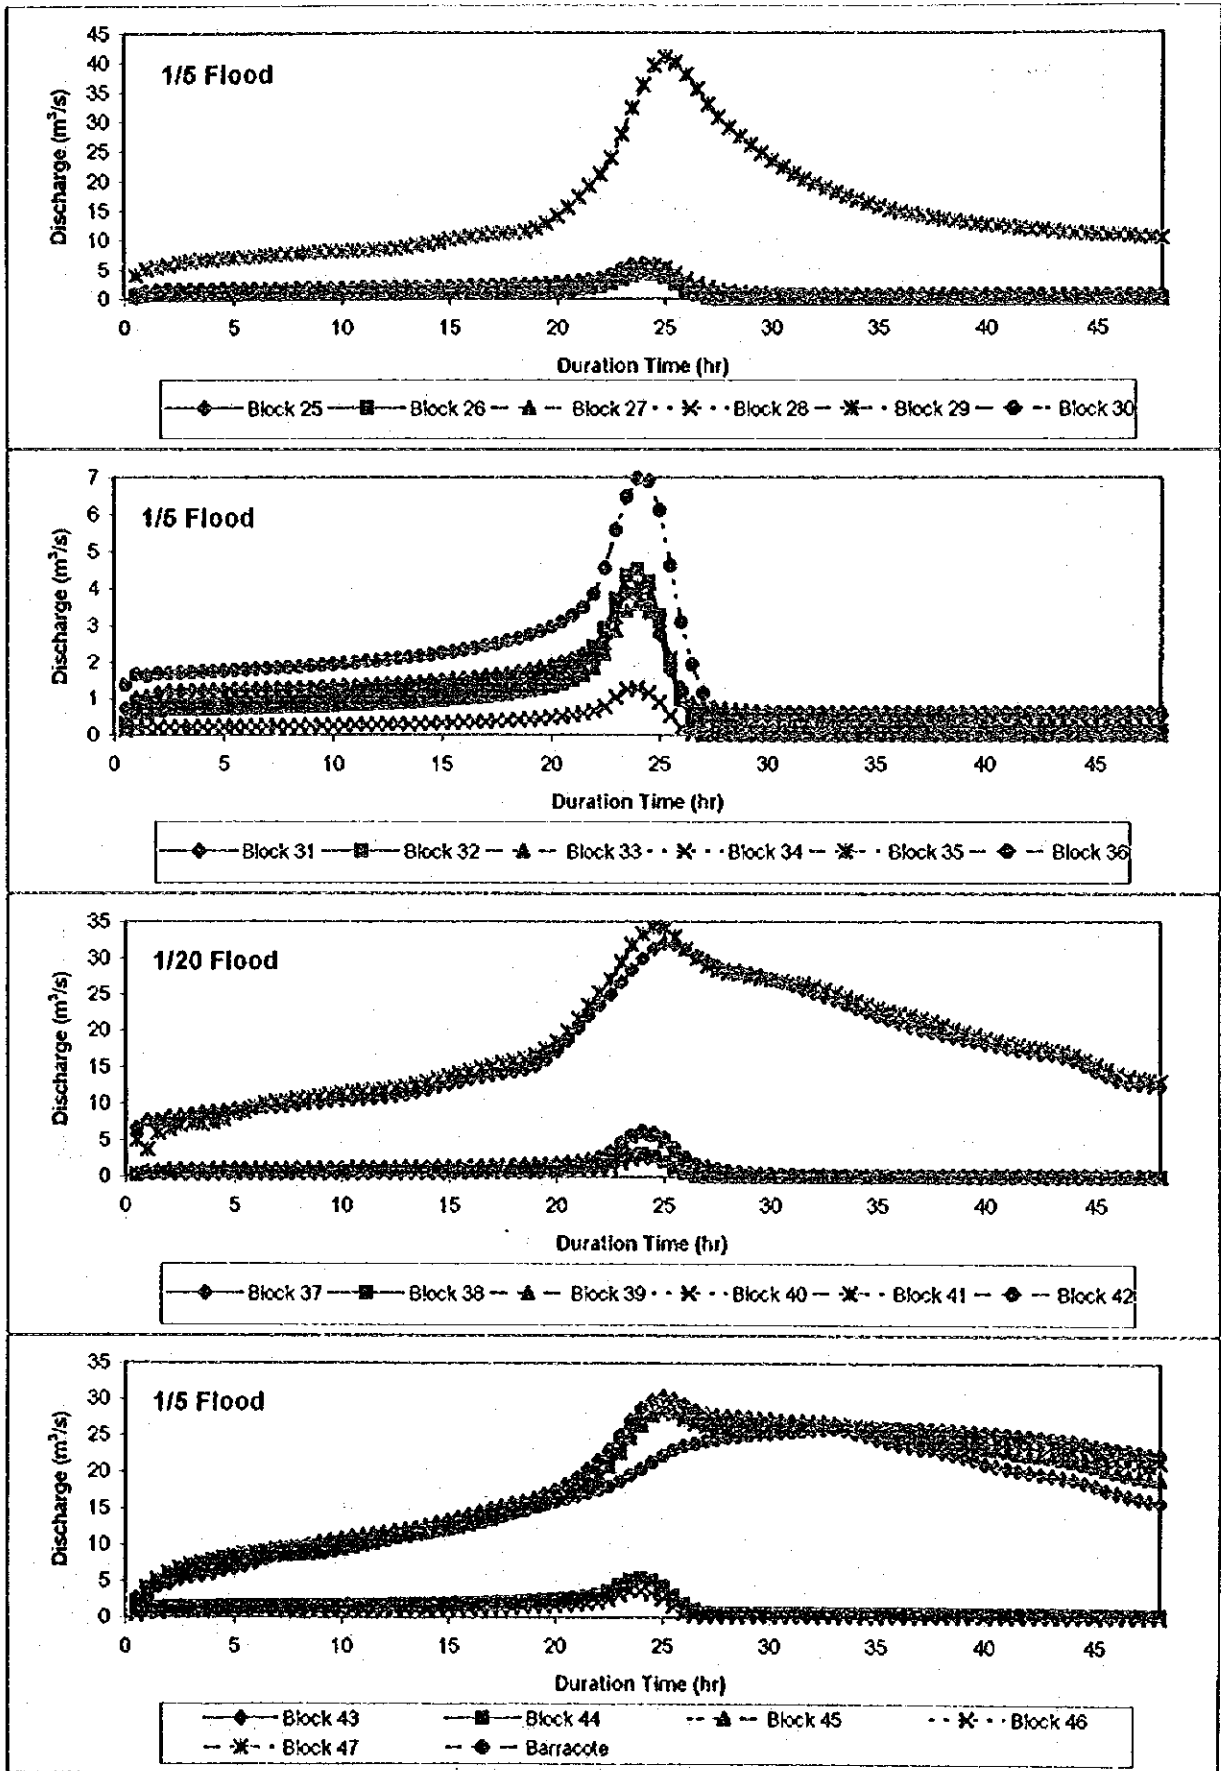 1/5 Flood
Discharge (m³/s)
45
40
35
30
25
20
15
10
5
0
0 5 10 15 20 25 30 35 40 45
Duration Time (hr)
Block 25 Block 26 Block 27 Block 28 Block 29 Block 30
1/5 Flood
Discharge (m³/s)
7
6
5
4
3
2
1
0
0 5 10 15 20 25 30 35 40 45
Duration Time (hr)
Block 31 Block 32 Block 33 Block 34 Block 35 Block 36
1/20 Flood
Discharge (m³/s)
35
30
25
20
15
10
5
0
0 5 10 15 20 25 30 35 40 45
Duration Time (hr)
Block 37 Block 38 Block 39 Block 40 Block 41 Block 42
1/5 Flood
Discharge (m³/s)
35
30
25
20
15
10
5
0
0 5 10 15 20 25 30 35 40 45
Duration Time (hr)
Block 43 Block 44 Block 45 Block 46
Block 47 Barracote